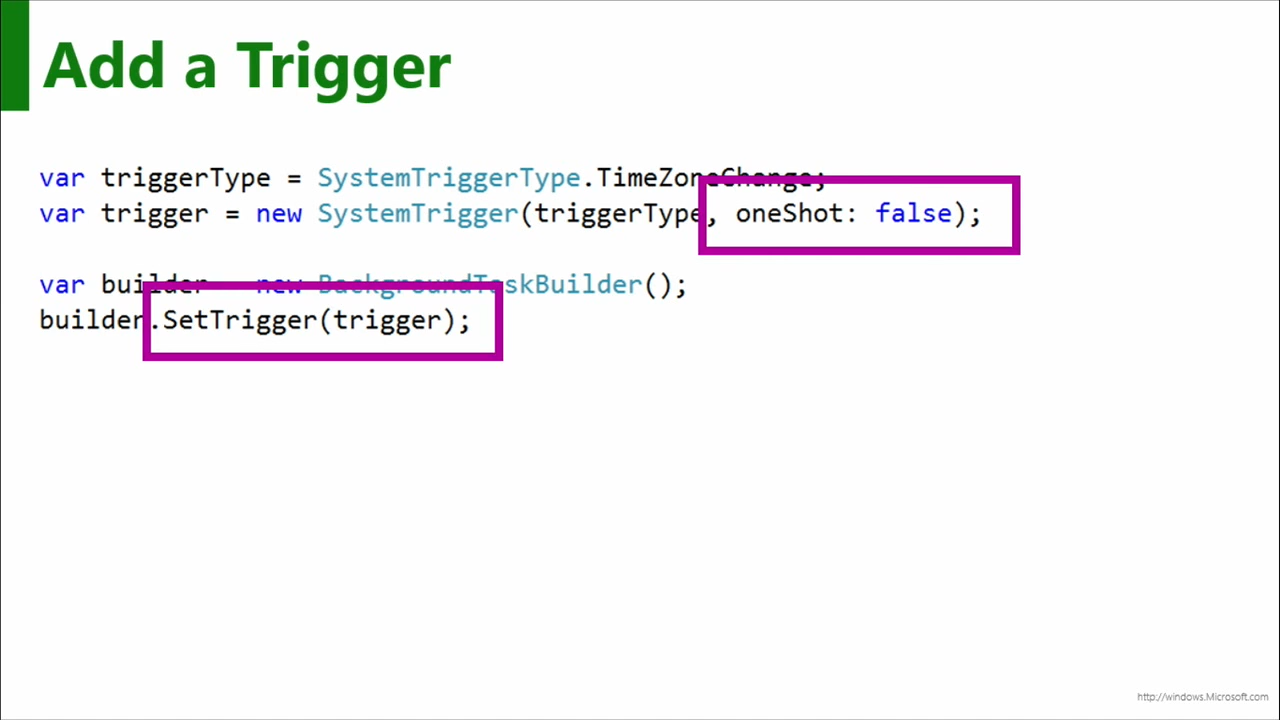 Add a Trigger
var triggerType = SystemTriggerType.TimeZoneChange;
var trigger = new SystemTrigger(triggerType, oneShot: false);
var builder = new BackgroundTaskBuilder();
builder.SetTrigger(trigger);
http://windows.Microsoft.com